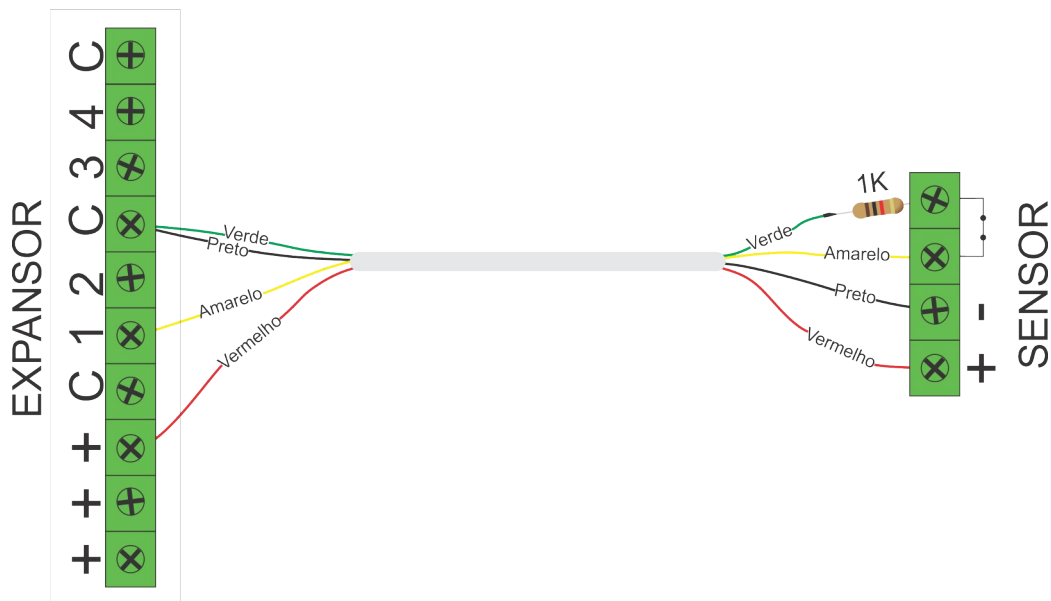 EXPANSOR
C
4
3
C
2
1
C
+
+
+
Verde
Preto
Amarelo
Vermelho
1K
Verde
Amarelo
Preto
Vermelho
-
+
SENSOR